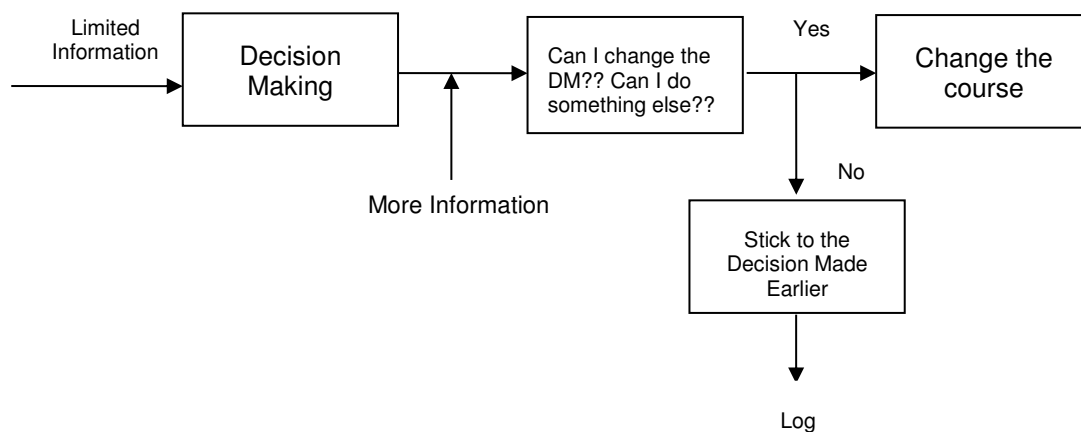 Limited
Information
Decision
Making
More Information
Can I change the
DM?? Can I do
something else??
Yes
Change the
course
No
Stick to the
Decision Made
Earlier
Log